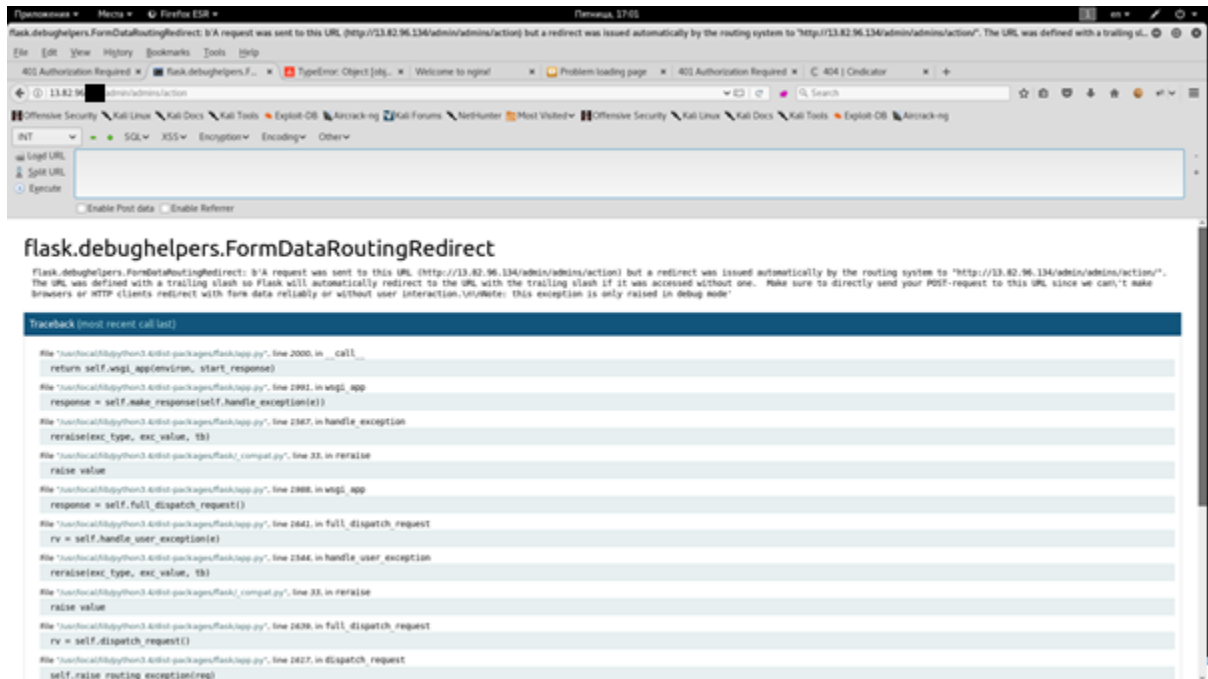 Приложения Места Firefox ESR Пятница, 17:01 1 en
flask.debughelpers.FormDataRoutingRedirect: b'A request was sent to this URL (http://13.82.96.134/admin/admins/action) but a redirect was issued automatically by the routing system to "http://13.82.96.134/admin/admins/action/". The URL was defined with a trailing sl...
File Edit View History Bookmarks Tools Help
401 Authorization Required flask.debughelpers.F... TypeError: Object [obj... Welcome to nginx! Problem loading page 401 Authorization Required 404 | Cindicator
13.82.96 admin/admins/action Search
Offensive Security Kali Linux Kali Docs Kali Tools Exploit-DB Aircrack-ng Kali Forums NetHunter Most Visited Offensive Security Kali Linux Kali Docs Kali Tools Exploit-DB Aircrack-ng
INT SQL XSS Encryption Encoding Other
Load URL
Split URL
Execute
Enable Post data Enable Referrer
flask.debughelpers.FormDataRoutingRedirect
flask.debughelpers.FormDataRoutingRedirect: b'A request was sent to this URL (http://13.82.96.134/admin/admins/action) but a redirect was issued automatically by the routing system to "http://13.82.96.134/admin/admins/action/".
The URL was defined with a trailing slash so Flask will automatically redirect to the URL with the trailing slash if it was accessed without one. Make sure to directly send your POST-request to this URL since we can\'t make
browsers or HTTP clients redirect with form data reliably or without user interaction.\n\nNote: this exception is only raised in debug mode'
Traceback (most recent call last)
File "/usr/local/lib/python3.4/dist-packages/flask/app.py", line 2000, in __call__
return self.wsgi_app(environ, start_response)
File "/usr/local/lib/python3.4/dist-packages/flask/app.py", line 1991, in wsgi_app
response = self.make_response(self.handle_exception(e))
File "/usr/local/lib/python3.4/dist-packages/flask/app.py", line 1567, in handle_exception
reraise(exc_type, exc_value, tb)
File "/usr/local/lib/python3.4/dist-packages/flask/_compat.py", line 33, in reraise
raise value
File "/usr/local/lib/python3.4/dist-packages/flask/app.py", line 1988, in wsgi_app
response = self.full_dispatch_request()
File "/usr/local/lib/python3.4/dist-packages/flask/app.py", line 1641, in full_dispatch_request
rv = self.handle_user_exception(e)
File "/usr/local/lib/python3.4/dist-packages/flask/app.py", line 1544, in handle_user_exception
reraise(exc_type, exc_value, tb)
File "/usr/local/lib/python3.4/dist-packages/flask/_compat.py", line 33, in reraise
raise value
File "/usr/local/lib/python3.4/dist-packages/flask/app.py", line 1639, in full_dispatch_request
rv = self.dispatch_request()
File "/usr/local/lib/python3.4/dist-packages/flask/app.py", line 1617, in dispatch_request
self.raise_routing_exception(req)